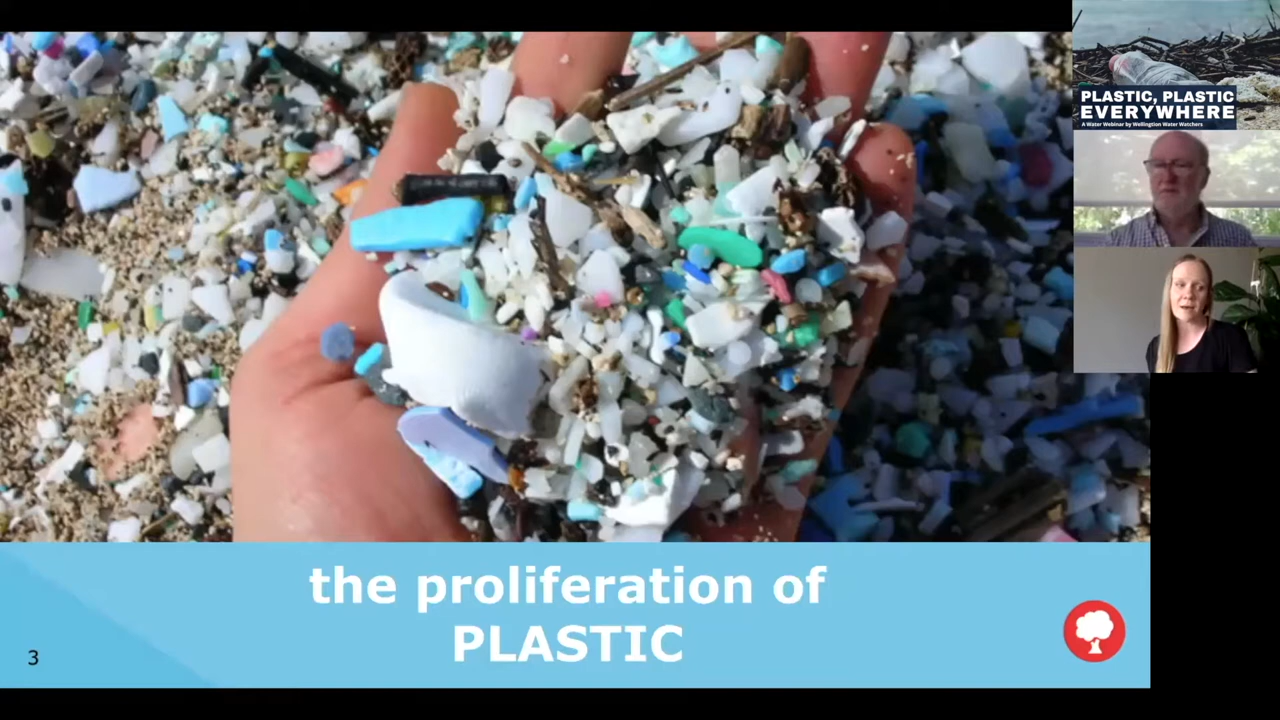 PLASTIC, PLASTIC
EVERYWHERE
A Water Webinar by Wellington Water Watchers
the proliferation of
PLASTIC
3